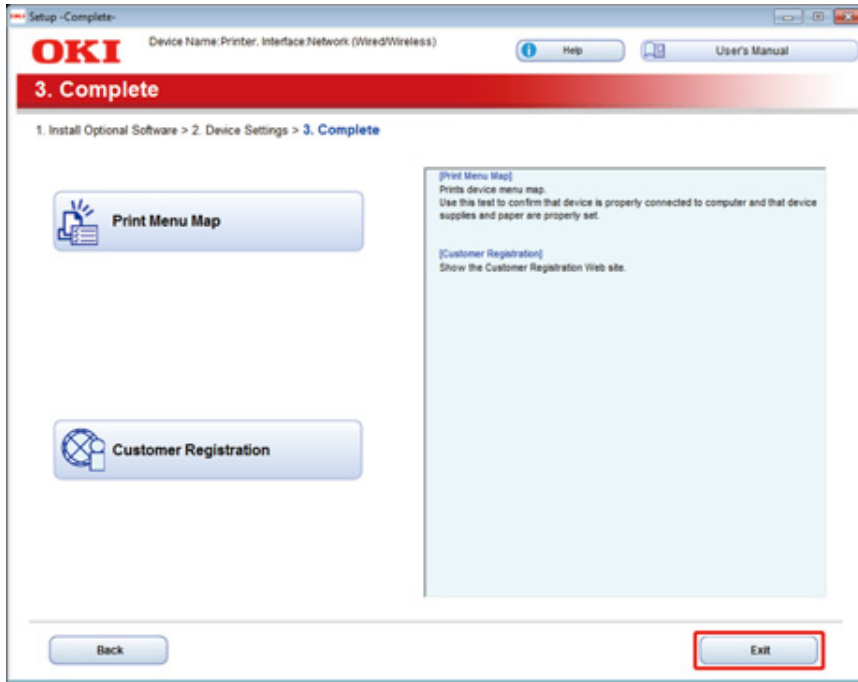 Setup -Complete-
OKI
Device Name:Printer. Interface:Network (Wired/Wireless)
Help
User's Manual
3. Complete
1. Install Optional Software > 2. Device Settings > 3. Complete
Print Menu Map
[Print Menu Map]
Prints device menu map.
Use this test to confirm that device is properly connected to computer and that device
supplies and paper are properly set.
[Customer Registration]
Show the Customer Registration Web site.
Customer Registration
Back
Exit